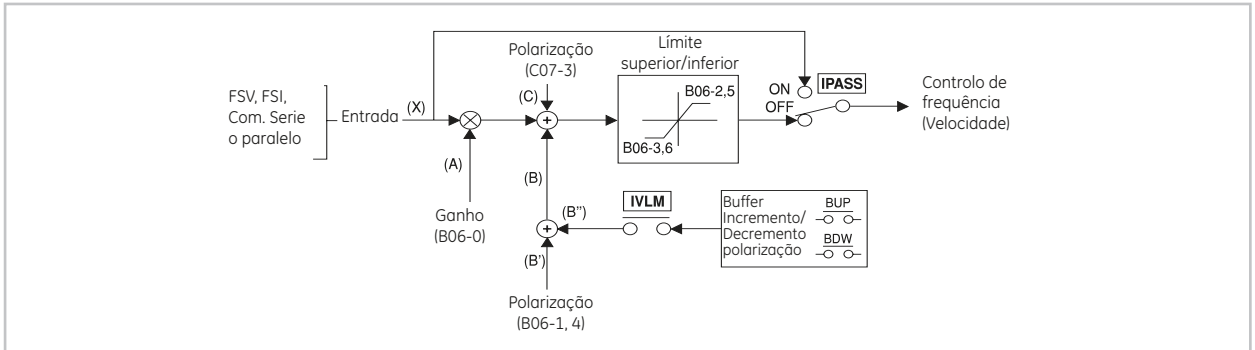 FSV, FSI,
Com. Serie
o paralelo
Entrada
(X)
(A)
Ganho
(B06-0)
Polarização
(C07-3)
(C)
(B)
(B')
Polarização
(B06-1, 4)
(B'')
IVLM
Límite
superior/inferior
B06-2,5
B06-3,6
Buffer
Incremento/
Decremento
polarização
BUP
BDW
ON
OFF
IPASS
Controlo de
frequência
(Velocidade)